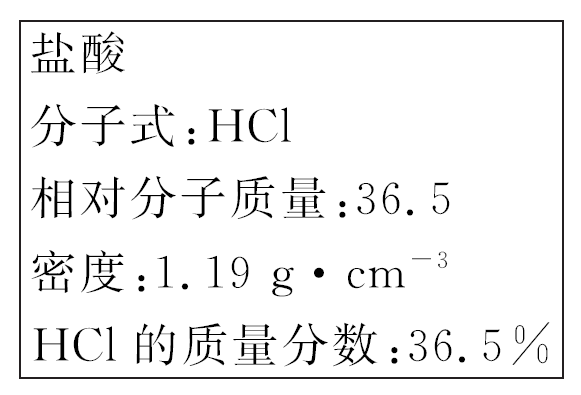 盐酸
分子式:HCl
相对分子质量:36.5
密度:1.19 g·cm⁻³
HCl 的质量分数:36.5%